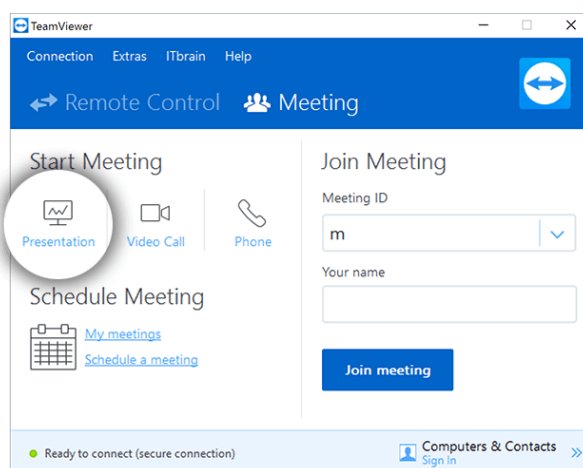 TeamViewer
Connection Extras ITbrain Help
Remote Control Meeting
Start Meeting
Presentation
Video Call
Phone
Schedule Meeting
My meetings
Schedule a meeting
Join Meeting
Meeting ID
m
Your name
Join meeting
Ready to connect (secure connection)
Computers & Contacts
Sign In